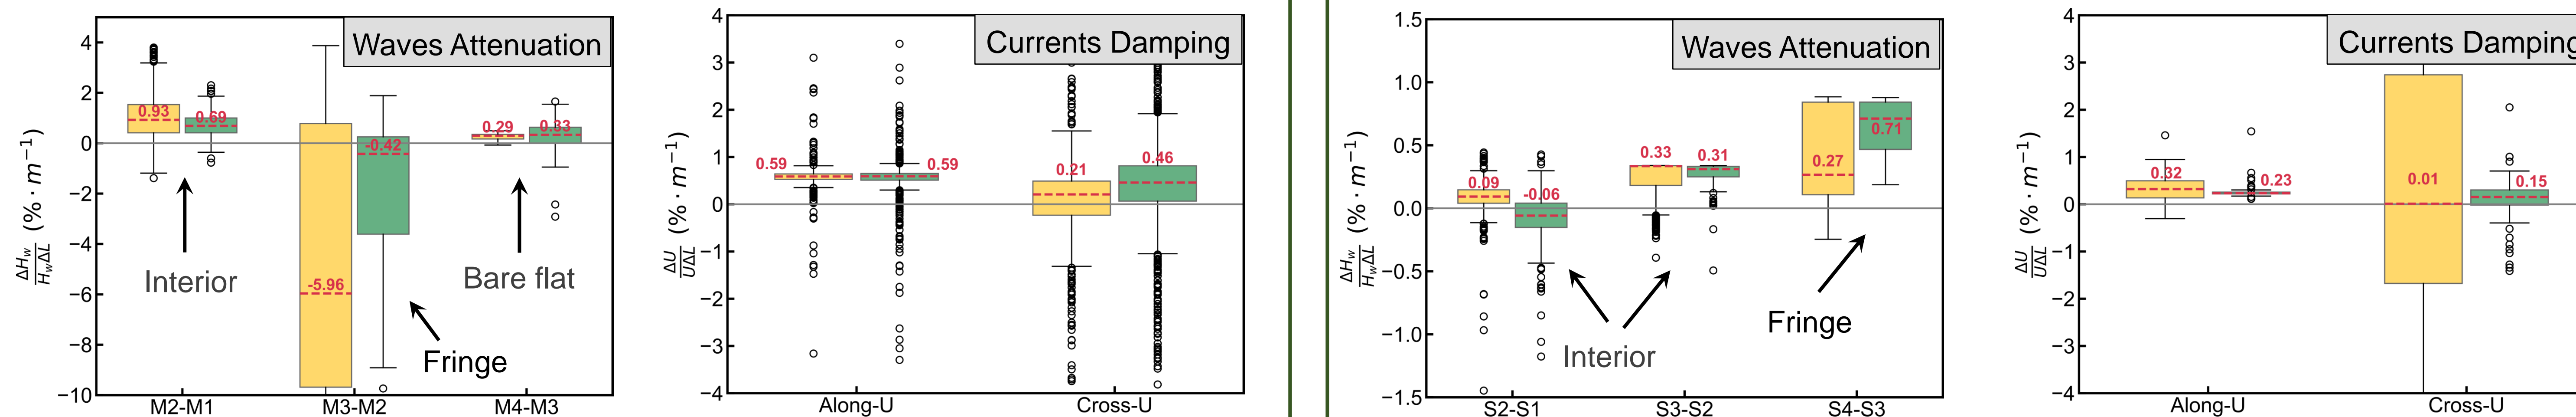 Waves Attenuation
4
2
0
−2
−4
−6
−8
−10
ΔH_w / H_wΔL (% · m⁻¹)
0.93
0.69
-5.96
-0.42
0.29
0.33
Interior
Fringe
Bare flat
M2-M1
M3-M2
M4-M3
Currents Damping
4
3
2
1
0
−1
−2
−3
−4
ΔU / UΔL (% · m⁻¹)
0.59
0.59
0.21
0.46
Along-U
Cross-U
Waves Attenuation
1.5
1.0
0.5
0.0
−0.5
−1.0
−1.5
ΔH_w / H_wΔL (% · m⁻¹)
0.09
-0.06
0.33
0.31
0.27
0.71
Interior
Fringe
S2-S1
S3-S2
S4-S3
Currents Damping
4
3
2
1
0
−1
−2
−3
−4
ΔU / UΔL (% · m⁻¹)
0.32
0.23
0.01
0.15
Along-U
Cross-U